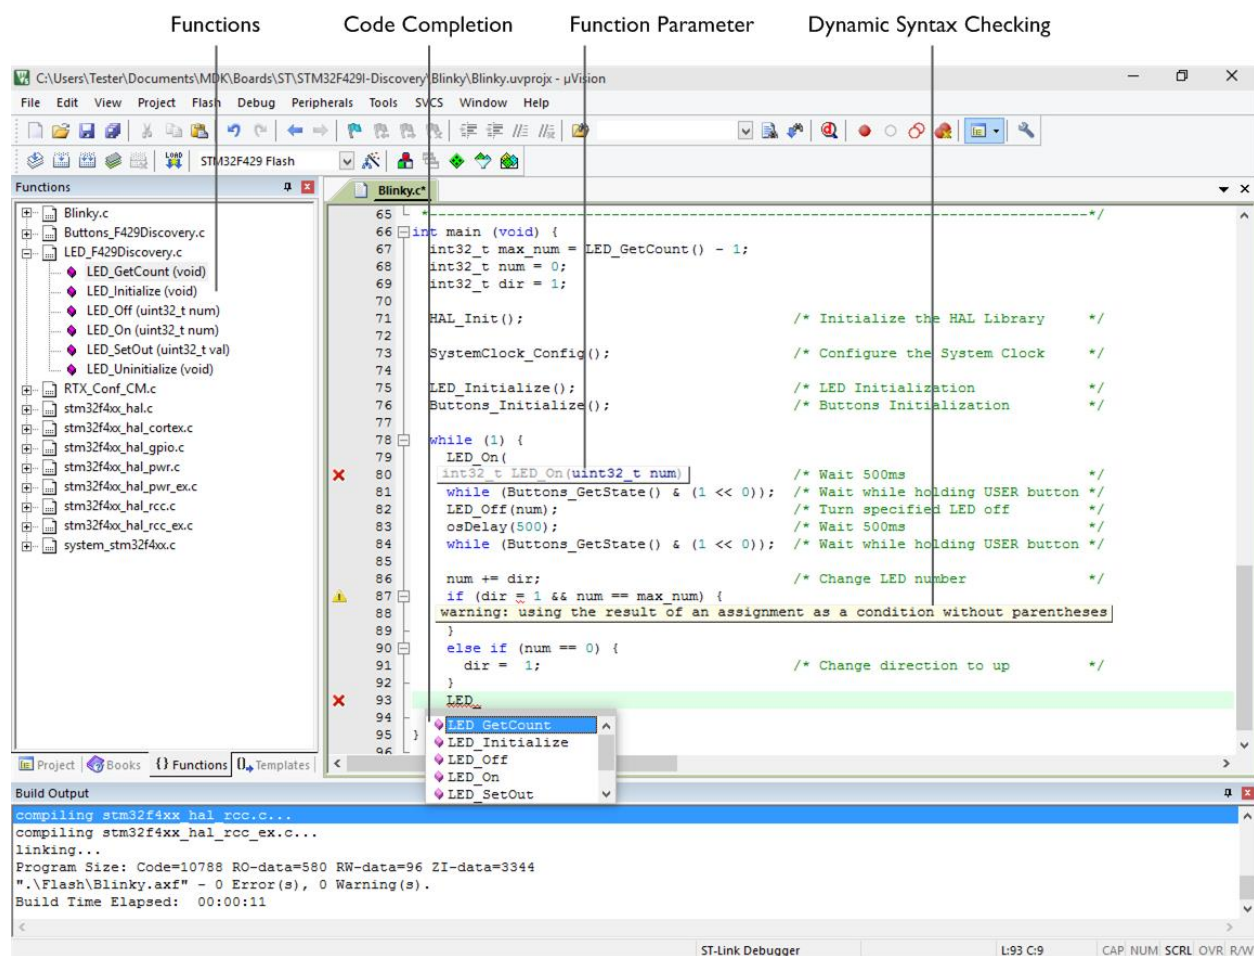 Functions Code Completion Function Parameter Dynamic Syntax Checking
C:\Users\Tester\Documents\MDK\Boards\ST\STM32F429I-Discovery\Blinky\Blinky.uvprojx - µVision
File Edit View Project Flash Debug Peripherals Tools SVCS Window Help
LOAD STM32F429 Flash
Functions
Blinky.c
Buttons_F429Discovery.c
LED_F429Discovery.c
LED_GetCount (void)
LED_Initialize (void)
LED_Off (uint32_t num)
LED_On (uint32_t num)
LED_SetOut (uint32_t val)
LED_Uninitialize (void)
RTX_Conf_CM.c
stm32f4xx_hal.c
stm32f4xx_hal_cortex.c
stm32f4xx_hal_gpio.c
stm32f4xx_hal_pwr.c
stm32f4xx_hal_pwr_ex.c
stm32f4xx_hal_rcc.c
stm32f4xx_hal_rcc_ex.c
system_stm32f4xx.c
Project Books {} Functions Templates
Blinky.c*
65 *----------------------------------------------------------------------------*/
66 int main (void) {
67 int32_t max_num = LED_GetCount() - 1;
68 int32_t num = 0;
69 int32_t dir = 1;
70
71 HAL_Init(); /* Initialize the HAL Library */
72
73 SystemClock_Config(); /* Configure the System Clock */
74
75 LED_Initialize(); /* LED Initialization */
76 Buttons_Initialize(); /* Buttons Initialization */
77
78 while (1) {
79 LED_On(
80 int32_t LED_On(uint32_t num) /* Wait 500ms */
81 while (Buttons_GetState() & (1 << 0)); /* Wait while holding USER button */
82 LED_Off(num); /* Turn specified LED off */
83 osDelay(500); /* Wait 500ms */
84 while (Buttons_GetState() & (1 << 0)); /* Wait while holding USER button */
85
86 num += dir; /* Change LED number */
87 if (dir = 1 && num == max_num) {
88 warning: using the result of an assignment as a condition without parentheses
89 }
90 else if (num == 0) {
91 dir = 1; /* Change direction to up */
92 }
93 LED_
94
95 }
96
LED_GetCount
LED_Initialize
LED_Off
LED_On
LED_SetOut
Build Output
compiling stm32f4xx_hal_rcc.c...
compiling stm32f4xx_hal_rcc_ex.c...
linking...
Program Size: Code=10788 RO-data=580 RW-data=96 ZI-data=3344
".\Flash\Blinky.axf" - 0 Error(s), 0 Warning(s).
Build Time Elapsed: 00:00:11
ST-Link Debugger L:93 C:9 CAP NUM SCRL OVR R/W